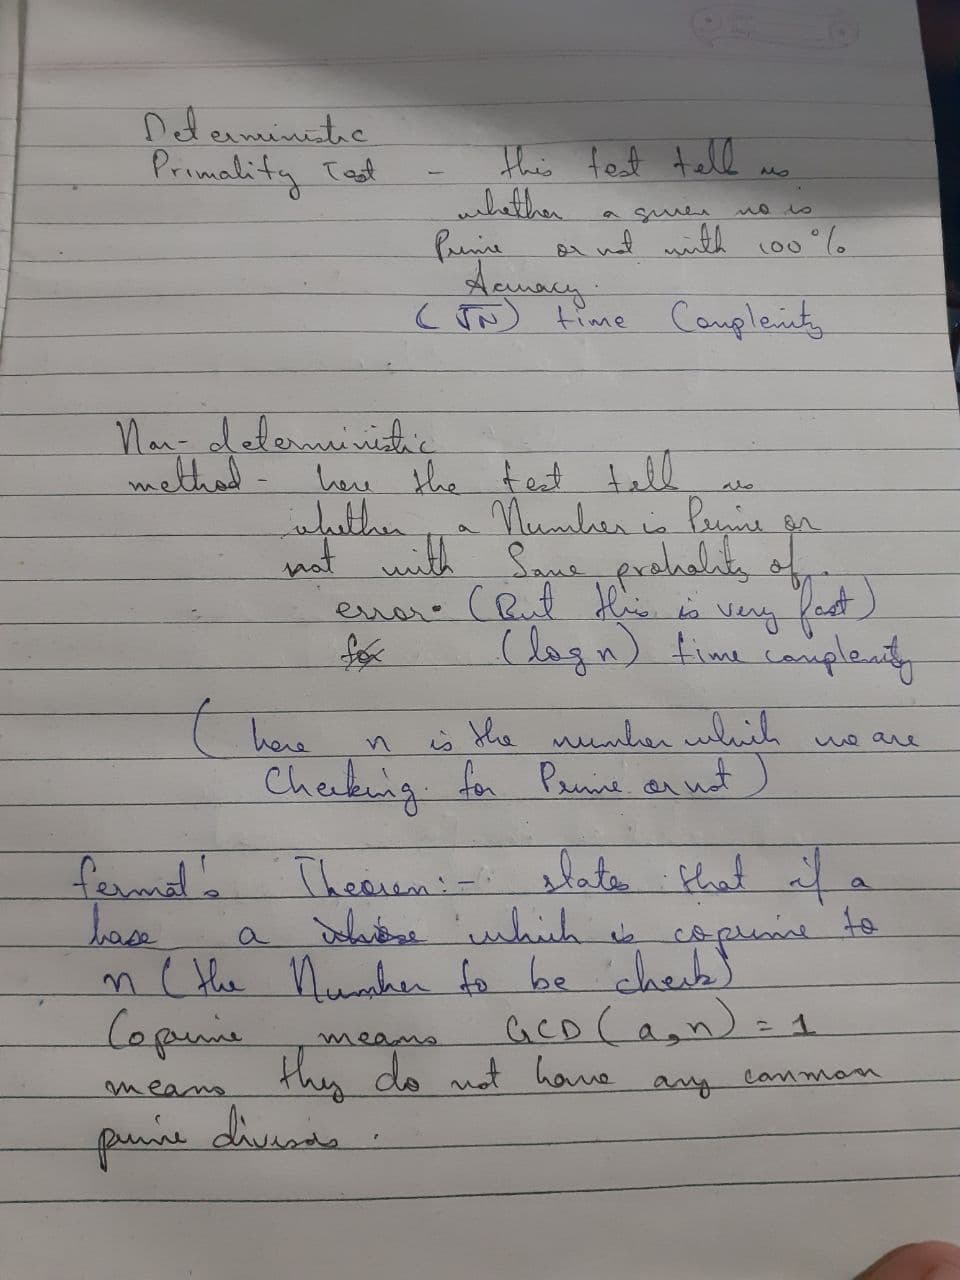 Deterministic
Primality Test - this test tell us
whether a given no is
Prime or not with 100%
Accuracy.
(√N) time Complexity
Non-deterministic
method - here the test tell us
whether a Number is Prime or
not with Some probality of
error. (But this is very fast)
for (log n) time complexity
(here n is the number which we are
Checking for Prime or not)
fermat's Theorem:- states that if a
base a whose which is coprime to
n (the Number to be check)
Coprime means GCD(a,n) = 1
means they do not have any common
prime divisors.